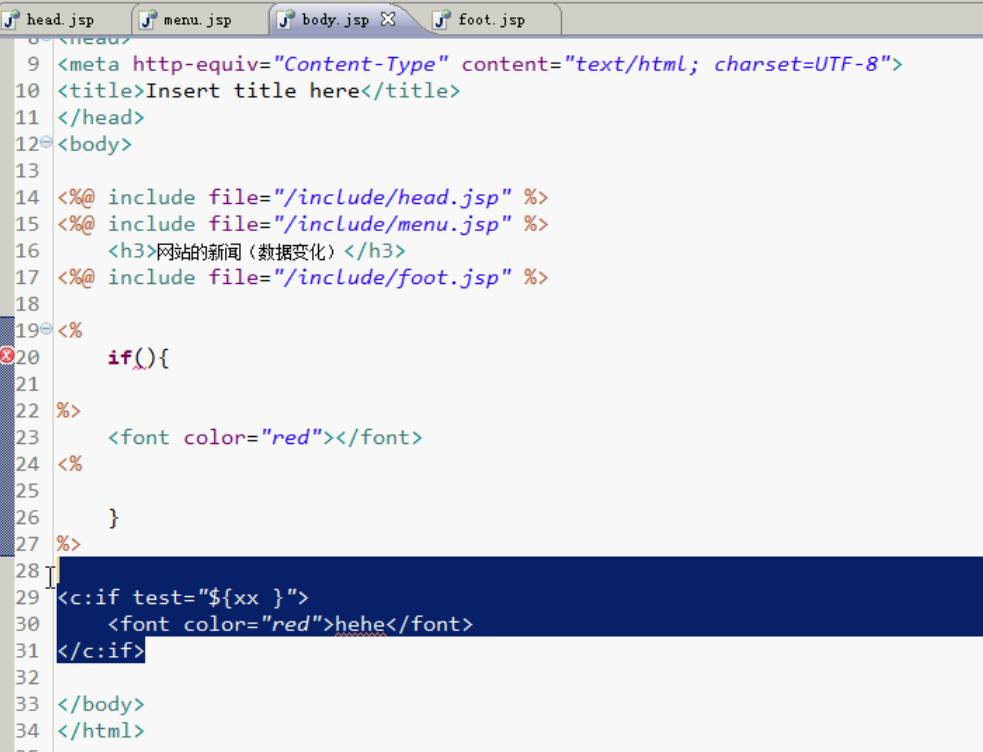 head.jsp menu.jsp body.jsp foot.jsp
8 <head>
9 <meta http-equiv="Content-Type" content="text/html; charset=UTF-8">
10 <title>Insert title here</title>
11 </head>
12 <body>
13
14 <%@ include file="/include/head.jsp" %>
15 <%@ include file="/include/menu.jsp" %>
16     <h3>网站的新闻（数据变化）</h3>
17 <%@ include file="/include/foot.jsp" %>
18
19 <%
20     if(){
21
22 %>
23     <font color="red"></font>
24 <%
25
26     }
27 %>
28
29 <c:if test="${xx }">
30     <font color="red">hehe</font>
31 </c:if>
32
33 </body>
34 </html>